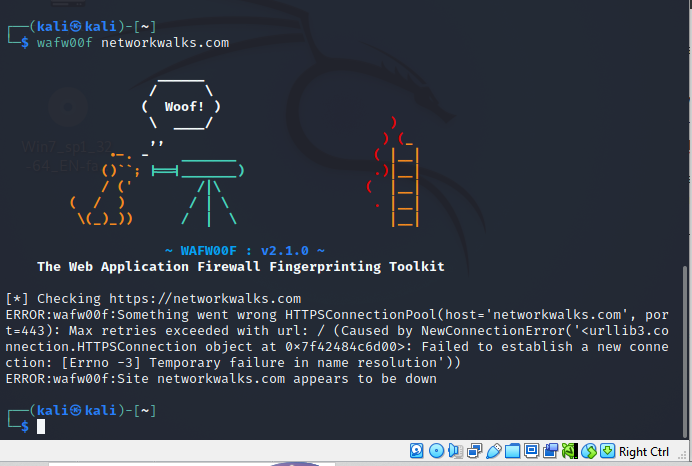 (kali㉿kali)-[~]
$ wafw00f networkwalks.com
( Woof! )
~ WAFW00F : v2.1.0 ~
The Web Application Firewall Fingerprinting Toolkit
[*] Checking https://networkwalks.com
ERROR:wafw00f:Something went wrong HTTPSConnectionPool(host='networkwalks.com', por
t=443): Max retries exceeded with url: / (Caused by NewConnectionError('<urllib3.co
nnection.HTTPSConnection object at 0×7f42484c6d00>: Failed to establish a new conne
ction: [Errno -3] Temporary failure in name resolution'))
ERROR:wafw00f:Site networkwalks.com appears to be down
(kali㉿kali)-[~]
$
Right Ctrl